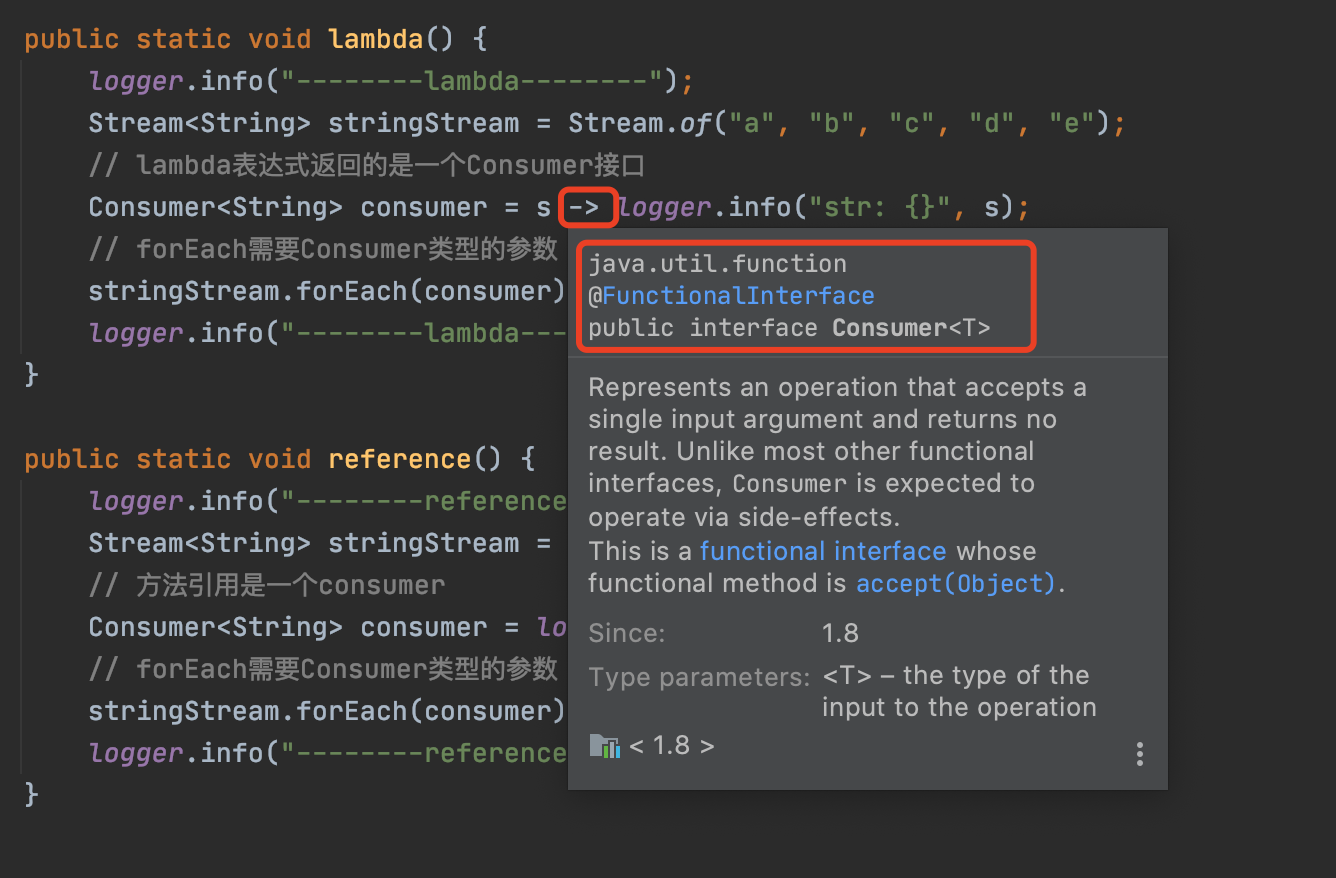 public static void lambda() {
logger.info("--------lambda--------");
Stream<String> stringStream = Stream.of("a", "b", "c", "d", "e");
// lambda表达式返回的是一个Consumer接口
Consumer<String> consumer = s -> logger.info("str: {}", s);
// forEach需要Consumer类型的参数
stringStream.forEach(consumer)
logger.info("--------lambda---
}
public static void reference() {
logger.info("--------reference
Stream<String> stringStream =
// 方法引用是一个consumer
Consumer<String> consumer = lo
// forEach需要Consumer类型的参数
stringStream.forEach(consumer)
logger.info("--------reference
}
java.util.function
@FunctionalInterface
public interface Consumer<T>
Represents an operation that accepts a
single input argument and returns no
result. Unlike most other functional
interfaces, Consumer is expected to
operate via side-effects.
This is a functional interface whose
functional method is accept(Object).
Since: 1.8
Type parameters: <T> – the type of the
input to the operation
< 1.8 >